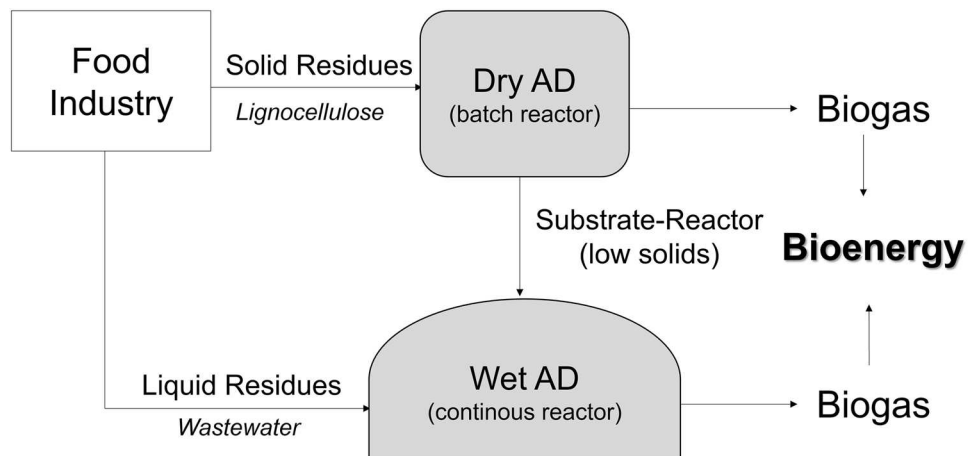 Food
Industry
Solid Residues
Lignocellulose
Dry AD
(batch reactor)
Biogas
Substrate-Reactor
(low solids)
Bioenergy
Liquid Residues
Wastewater
Wet AD
(continous reactor)
Biogas